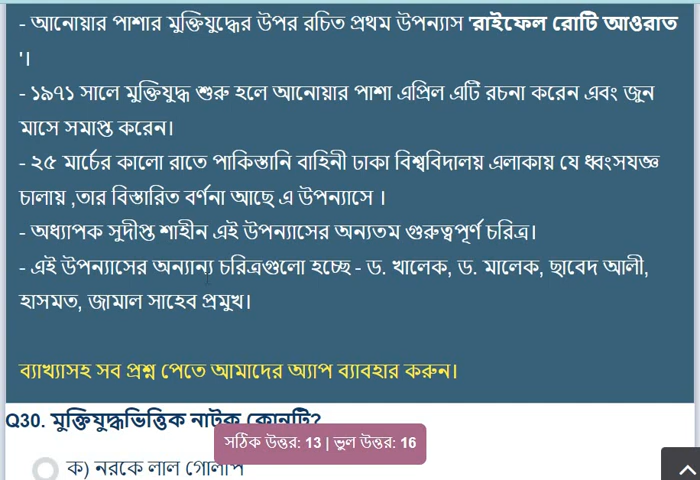 - আনোয়ার পাশার মুক্তিযুদ্ধের উপর রচিত প্রথম উপন্যাস 'রাইফেল রোটি আওরাত
'।
- ১৯৭১ সালে মুক্তিযুদ্ধ শুরু হলে আনোয়ার পাশা এপ্রিল এটি রচনা করেন এবং জুন
মাসে সমাপ্ত করেন।
- ২৫ মার্চের কালো রাতে পাকিস্তানি বাহিনী ঢাকা বিশ্ববিদালয় এলাকায় যে ধ্বংসযজ্ঞ
চালায় ,তার বিস্তারিত বর্ণনা আছে এ উপন্যাসে ।
- অধ্যাপক সুদীপ্ত শাহীন এই উপন্যাসের অন্যতম গুরুত্বপূর্ণ চরিত্র।
- এই উপন্যাসের অন্যান্য চরিত্রগুলো হচ্ছে - ড. খালেক, ড. মালেক, ছাবেদ আলী,
হাসমত, জামাল সাহেব প্রমুখ।
ব্যাখ্যাসহ সব প্রশ্ন পেতে আমাদের অ্যাপ ব্যাবহার করুন।
Q30. মুক্তিযুদ্ধভিত্তিক নাটক কোনটি?
সঠিক উত্তর: 13 | ভুল উত্তর: 16
ক) নরকে লাল গোলাপ